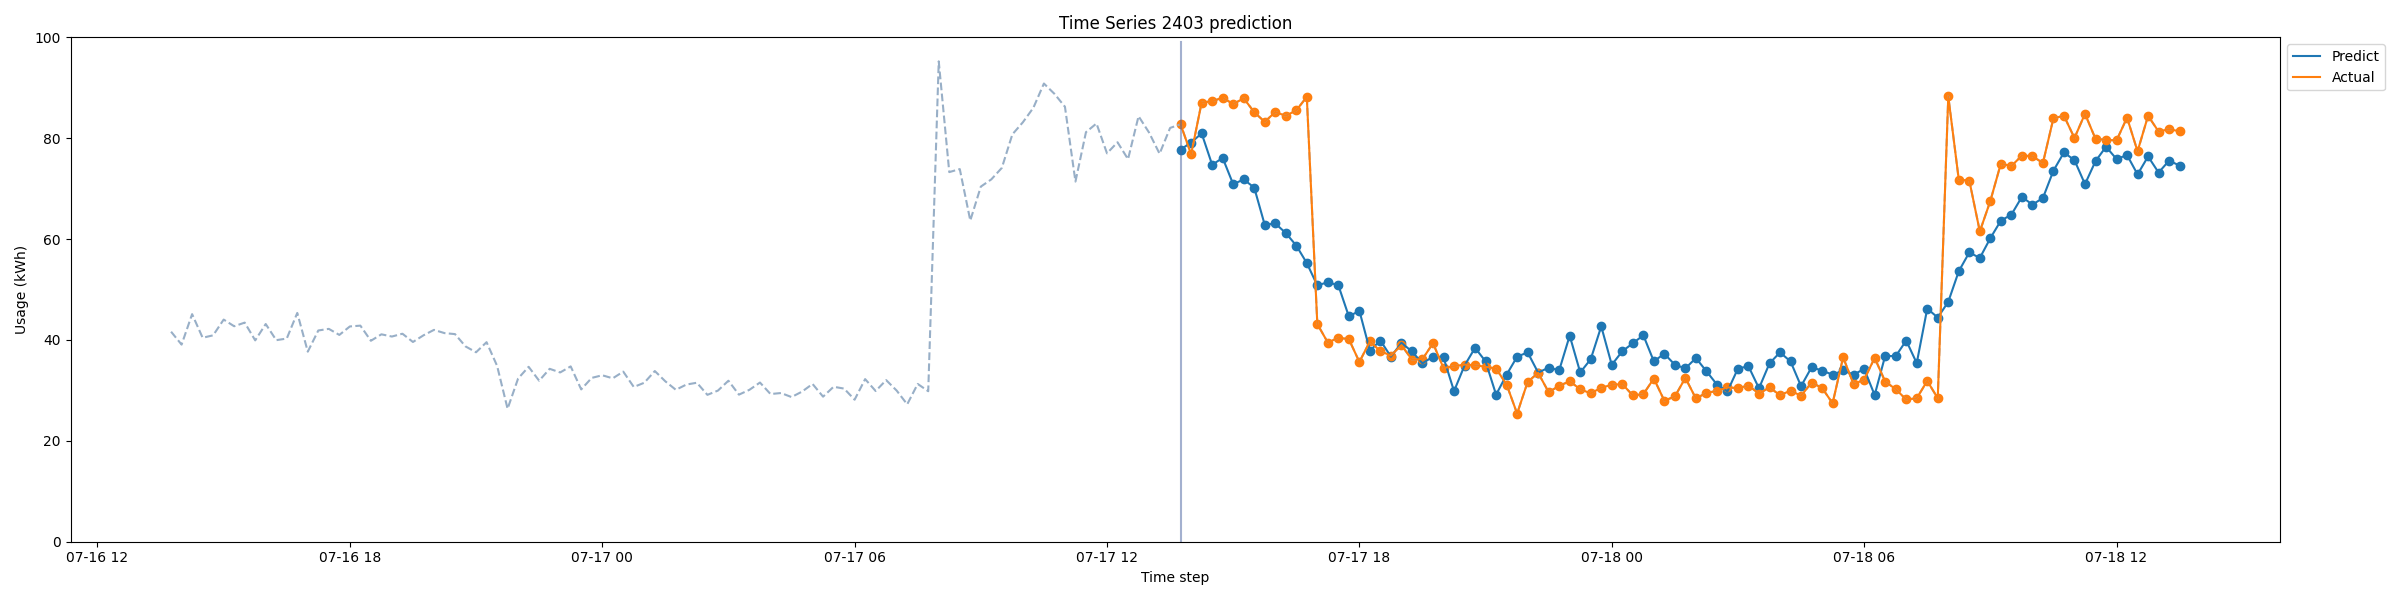 Time Series 2403 prediction
Predict
Actual
Usage (kWh)
100
80
60
40
20
0
07-16 12 07-16 18 07-17 00 07-17 06 07-17 12 07-17 18 07-18 00 07-18 06 07-18 12
Time step